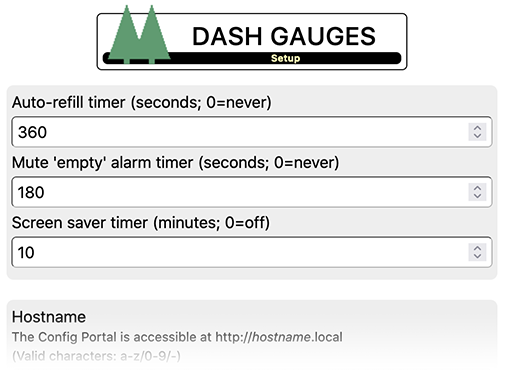 DASH GAUGES
Setup
Auto-refill timer (seconds; 0=never)
360
Mute 'empty' alarm timer (seconds; 0=never)
180
Screen saver timer (minutes; 0=off)
10
Hostname
The Config Portal is accessible at http://hostname.local
(Valid characters: a-z/0-9/-)